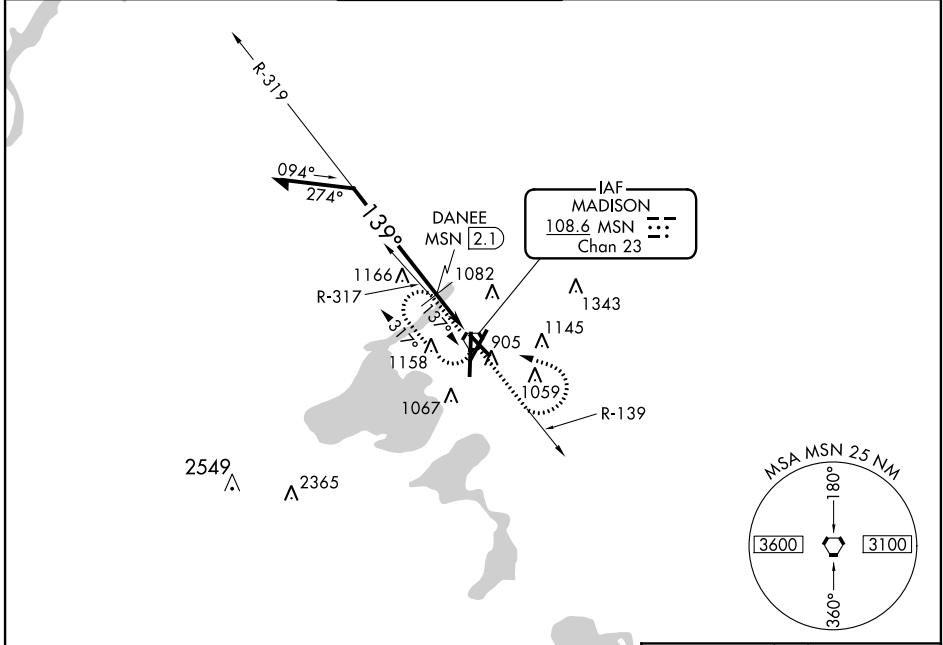 R-319
094°
274°
139°
DANEE
MSN 2.1
IAF
MADISON
108.6 MSN
Chan 23
1166
1082
R-317
1343
137°
317°
905
1145
1158
1059
1067
R-139
2549
2365
MSA MSN 25 NM
180°
3600
3100
360°